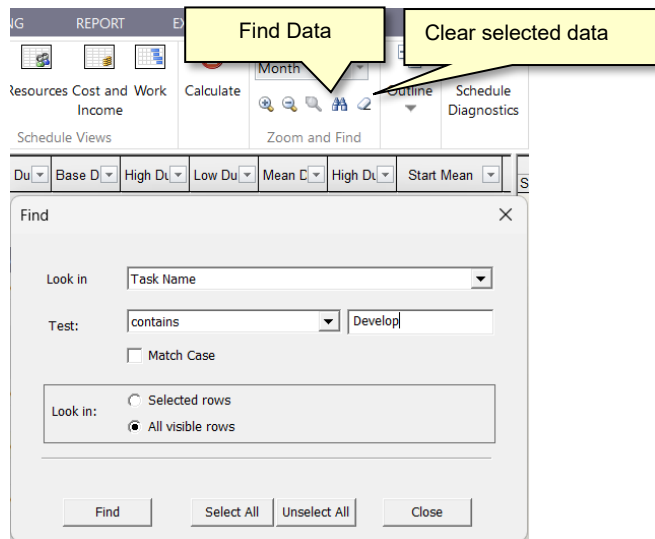 NG REPORT E
Find Data
Clear selected data
Month
Resources Cost and Work Calculate Outline Schedule
Income Diagnostics
Schedule Views Zoom and Find
Du Base D High Du Low Du Mean D High Du Start Mean S
Find
Look in Task Name
Test: contains Develop
Match Case
Look in: Selected rows
All visible rows
Find Select All Unselect All Close